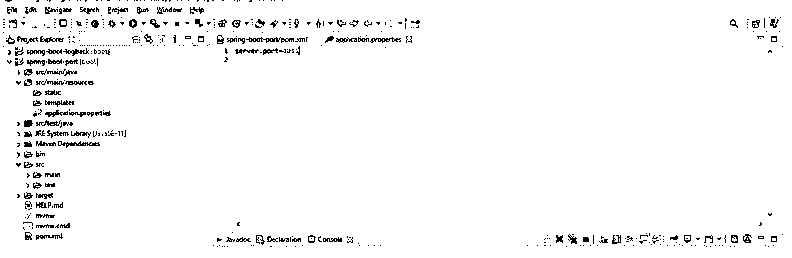 File Edit Navigate Search Project Run Window Help
Project Explorer
spring-boot-port/pom.xml application.properties
spring-boot-logback [boot]
spring-boot-port [boot]
src/main/java
src/main/resources
static
templates
application.properties
src/test/java
JRE System Library
Maven Dependencies
bin
src
main
test
target
HELP.md
mvnw
mvnw.cmd
pom.xml
1 server.port=
2
Javadoc Declaration Console